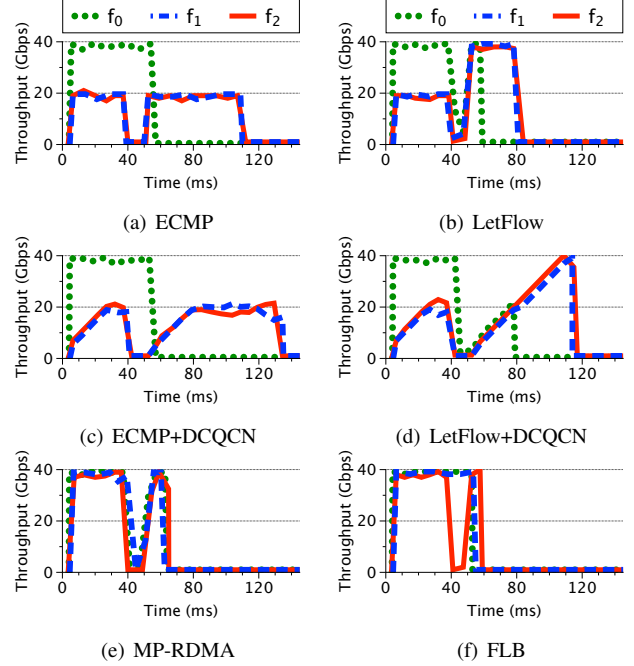 f0 f1 f2 f0 f1 f2
Throughput (Gbps) 40 20 0 0 40 80 120 Time (ms)
Throughput (Gbps) 40 20 0 0 40 80 120 Time (ms)
(a) ECMP (b) LetFlow
Throughput (Gbps) 40 20 0 0 40 80 120 Time (ms)
Throughput (Gbps) 40 20 0 0 40 80 120 Time (ms)
(c) ECMP+DCQCN (d) LetFlow+DCQCN
Throughput (Gbps) 40 20 0 0 40 80 120 Time (ms)
Throughput (Gbps) 40 20 0 0 40 80 120 Time (ms)
(e) MP-RDMA (f) FLB